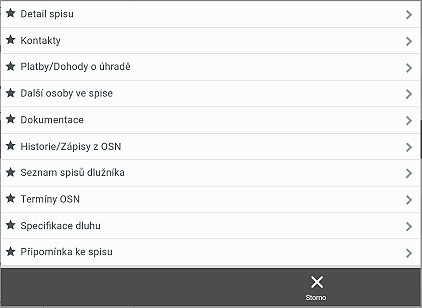 Detail spisu
Kontakty
Platby/Dohody o úhradě
Další osoby ve spise
Dokumentace
Historie/Zápisy z OSN
Seznam spisů dlužníka
Termíny OSN
Specifikace dluhu
Připomínka ke spisu
Storno